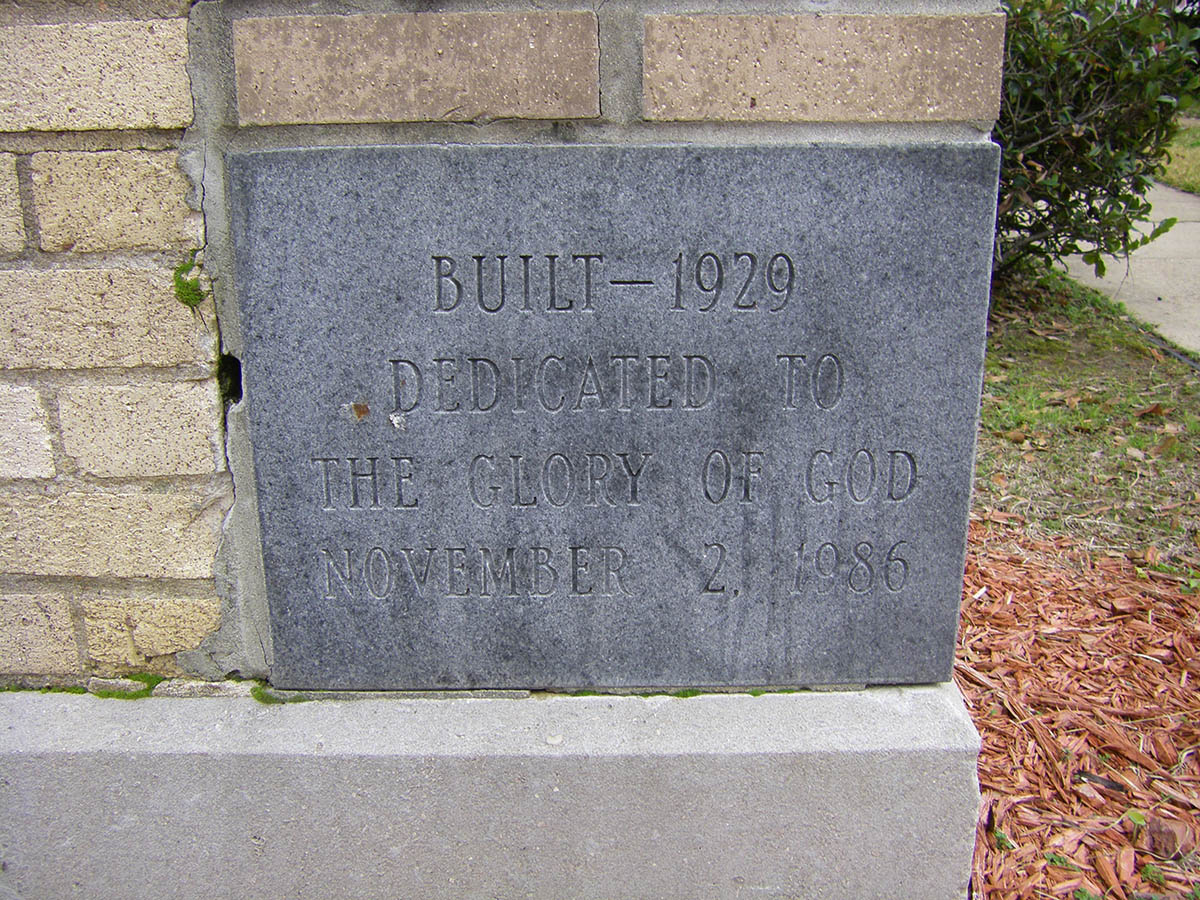 BUILT—1929
DEDICATED TO
THE GLORY OF GOD
NOVEMBER 2, 1986